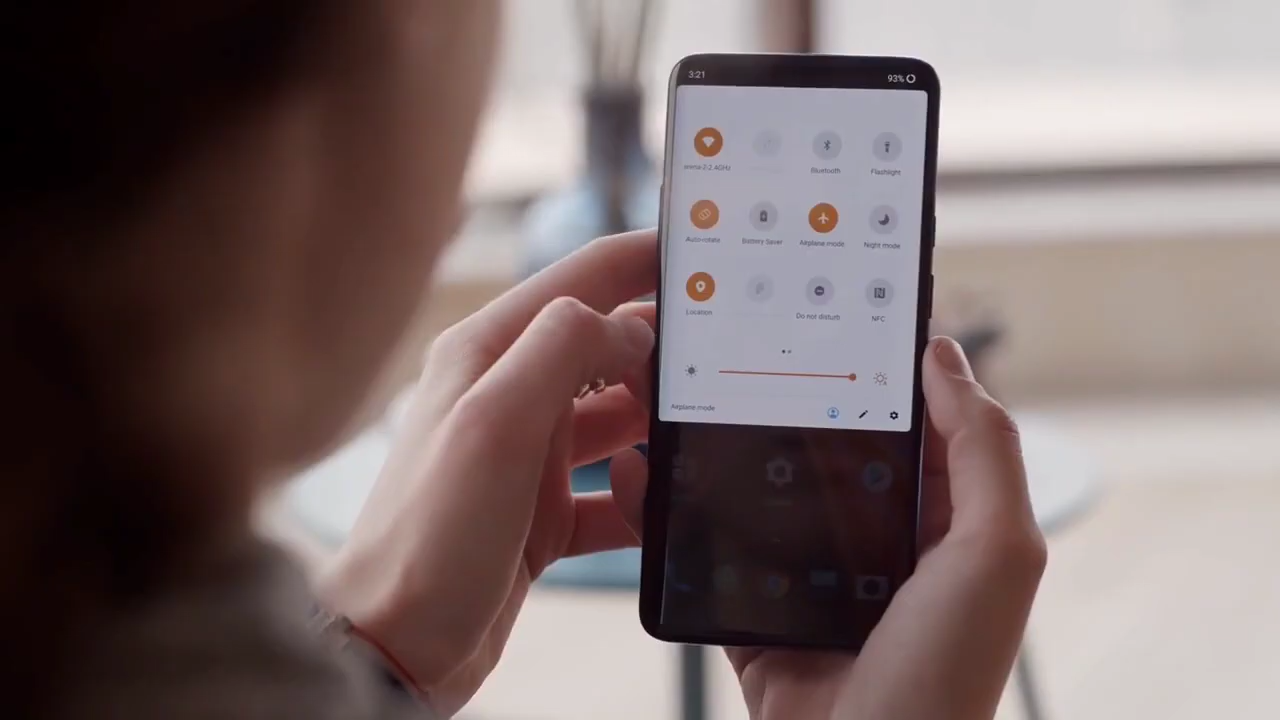 3:21
93%
Bluetooth
Flashlight
Auto-rotate
Battery Saver
Airplane mode
Night mode
Location
Do not disturb
NFC
Airplane mode